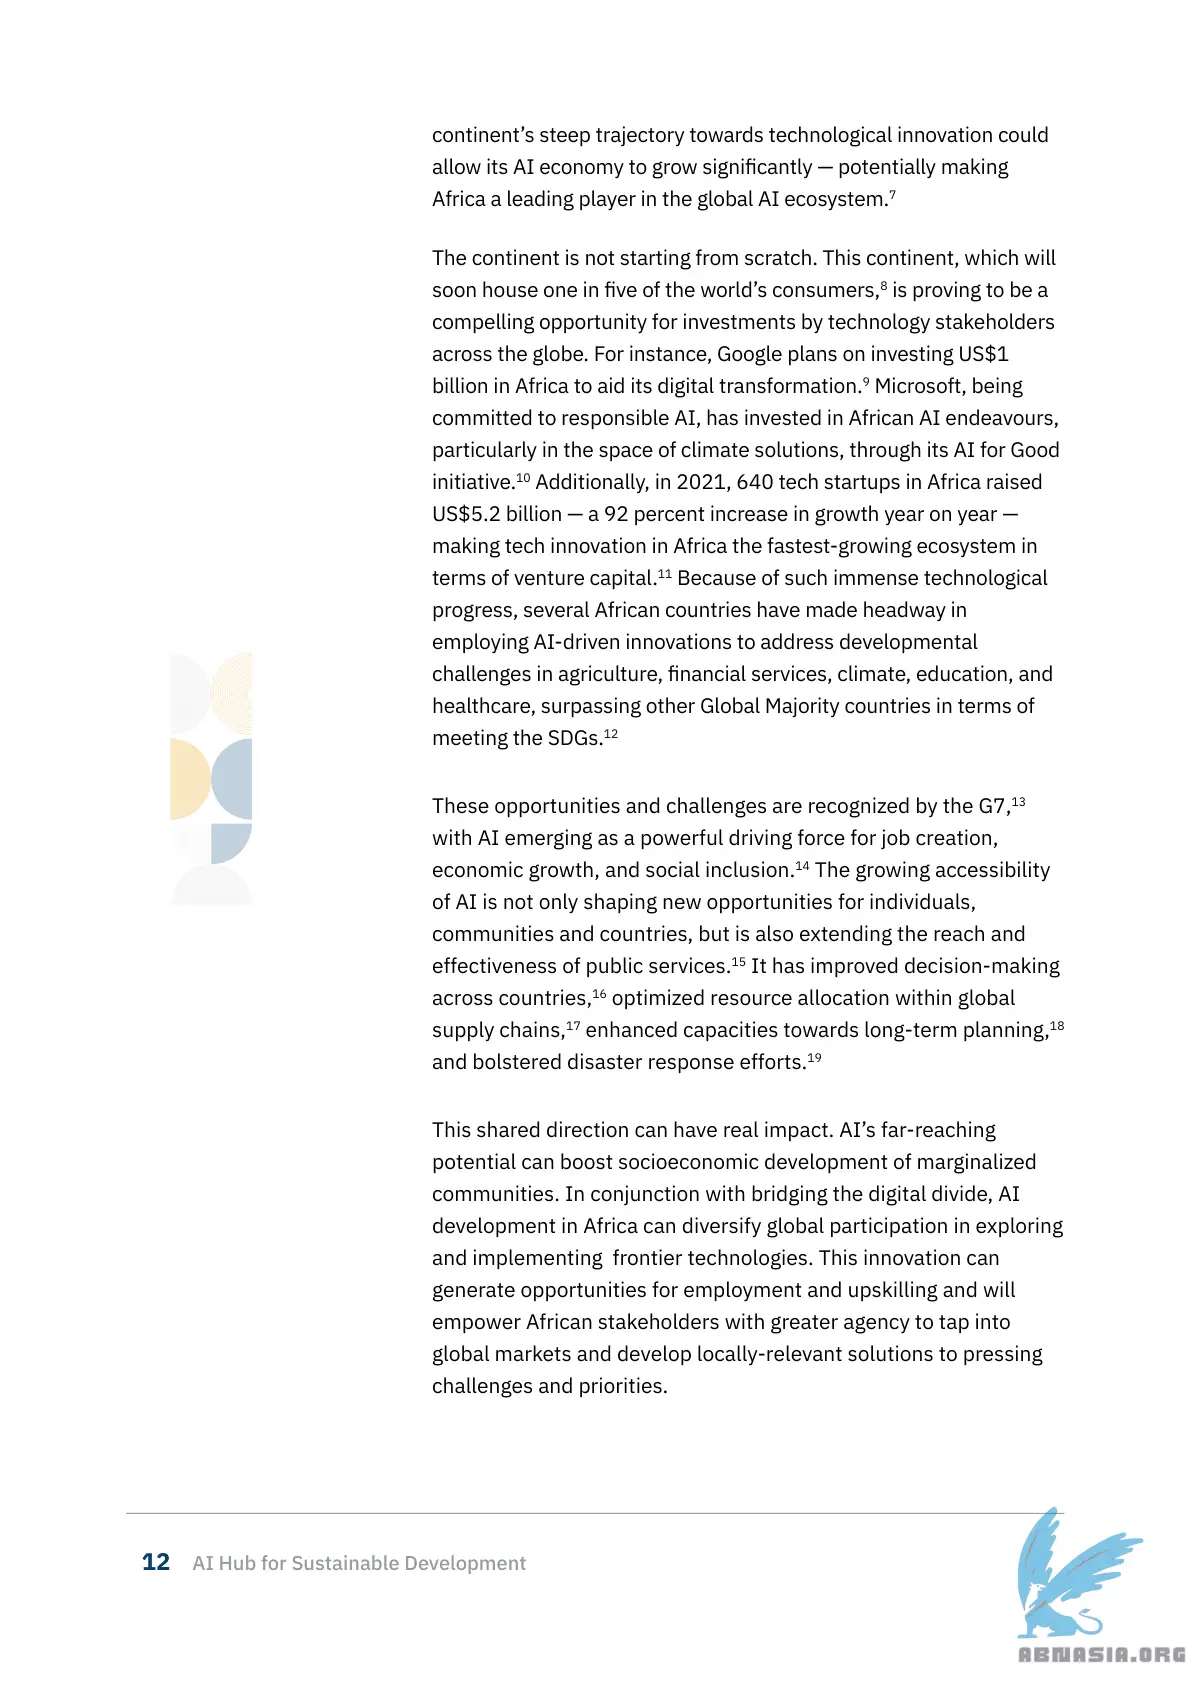 continent’s steep trajectory towards technological innovation could
allow its AI economy to grow significantly — potentially making
Africa a leading player in the global AI ecosystem.7
The continent is not starting from scratch. This continent, which will
soon house one in five of the world’s consumers,8 is proving to be a
compelling opportunity for investments by technology stakeholders
across the globe. For instance, Google plans on investing US$1
billion in Africa to aid its digital transformation.9 Microsoft, being
committed to responsible AI, has invested in African AI endeavours,
particularly in the space of climate solutions, through its AI for Good
initiative.10 Additionally, in 2021, 640 tech startups in Africa raised
US$5.2 billion — a 92 percent increase in growth year on year —
making tech innovation in Africa the fastest-growing ecosystem in
terms of venture capital.11 Because of such immense technological
progress, several African countries have made headway in
employing AI-driven innovations to address developmental
challenges in agriculture, financial services, climate, education, and
healthcare, surpassing other Global Majority countries in terms of
meeting the SDGs.12
These opportunities and challenges are recognized by the G7,13
with AI emerging as a powerful driving force for job creation,
economic growth, and social inclusion.14 The growing accessibility
of AI is not only shaping new opportunities for individuals,
communities and countries, but is also extending the reach and
effectiveness of public services.15 It has improved decision-making
across countries,16 optimized resource allocation within global
supply chains,17 enhanced capacities towards long-term planning,18
and bolstered disaster response efforts.19
This shared direction can have real impact. AI’s far-reaching
potential can boost socioeconomic development of marginalized
communities. In conjunction with bridging the digital divide, AI
development in Africa can diversify global participation in exploring
and implementing  frontier technologies. This innovation can
generate opportunities for employment and upskilling and will
empower African stakeholders with greater agency to tap into
global markets and develop locally-relevant solutions to pressing
challenges and priorities.
12 AI Hub for Sustainable Development
ABNASIA.ORG